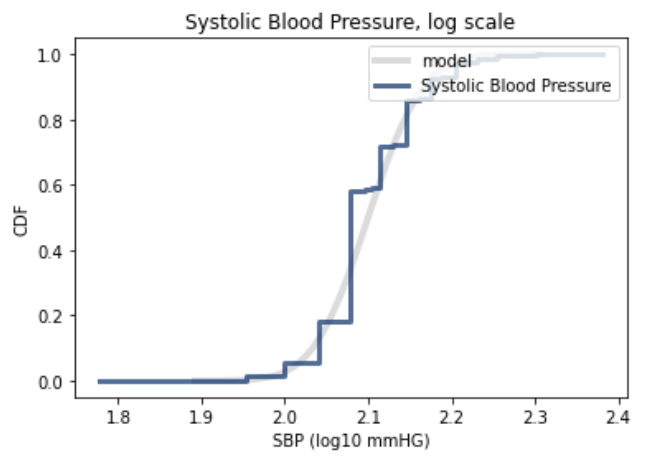 Systolic Blood Pressure, log scale
model
Systolic Blood Pressure
1.0
0.8
0.6
0.4
0.2
0.0
CDF
1.8 1.9 2.0 2.1 2.2 2.3 2.4
SBP (log10 mmHG)